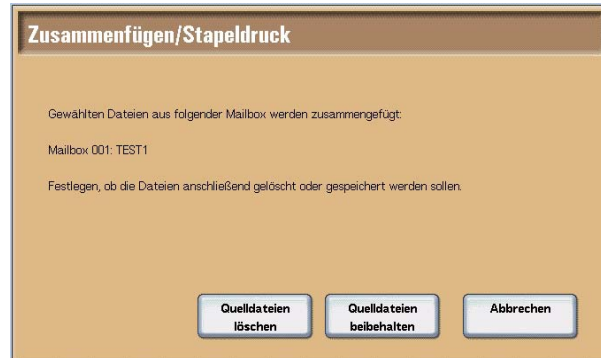 Zusammenfügen/Stapeldruck
Gewählten Dateien aus folgender Mailbox werden zusammengefügt:
Mailbox 001: TEST1
Festlegen, ob die Dateien anschließend gelöscht oder gespeichert werden sollen.
Quelldateien
löschen
Quelldateien
beibehalten
Abbrechen